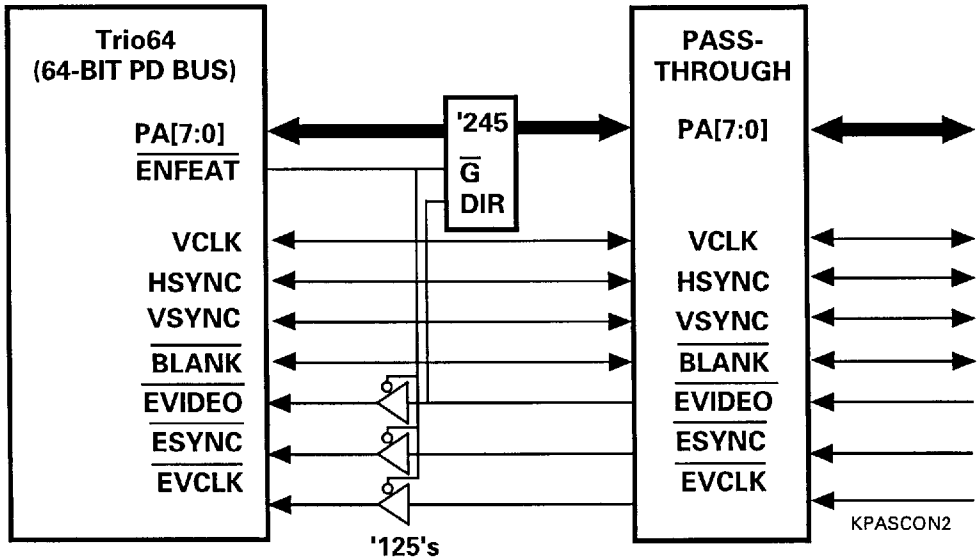 Trio64
(64-BIT PD BUS)
PA[7:0]
ENFEAT
VCLK
HSYNC
VSYNC
BLANK
EVIDEO
ESYNC
EVCLK
'245
G
DIR
'125's
PASS-
THROUGH
PA[7:0]
VCLK
HSYNC
VSYNC
BLANK
EVIDEO
ESYNC
EVCLK
KPASCON2